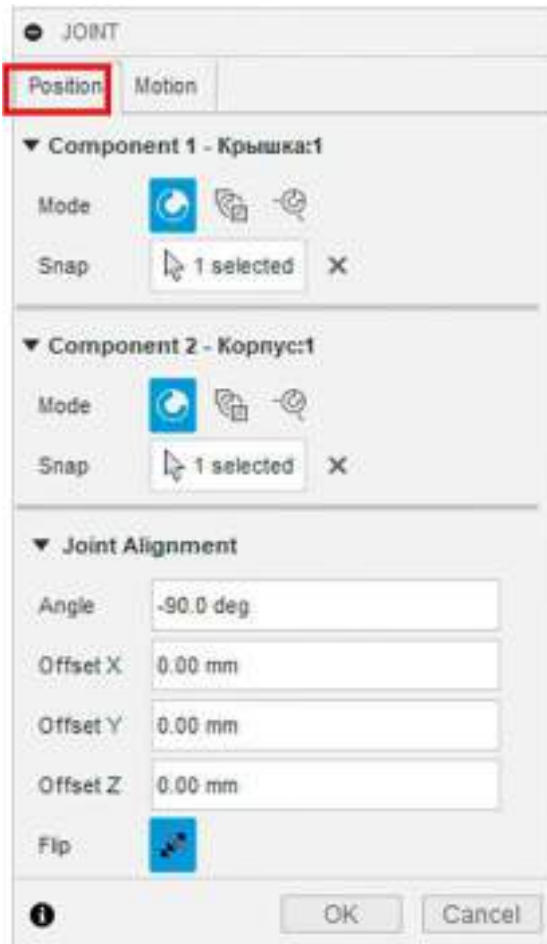 JOINT
Position Motion
Component 1 - Крышка:1
Mode
Snap 1 selected
Component 2 - Корпус:1
Mode
Snap 1 selected
Joint Alignment
Angle -90.0 deg
Offset X 0.00 mm
Offset Y 0.00 mm
Offset Z 0.00 mm
Flip
OK Cancel